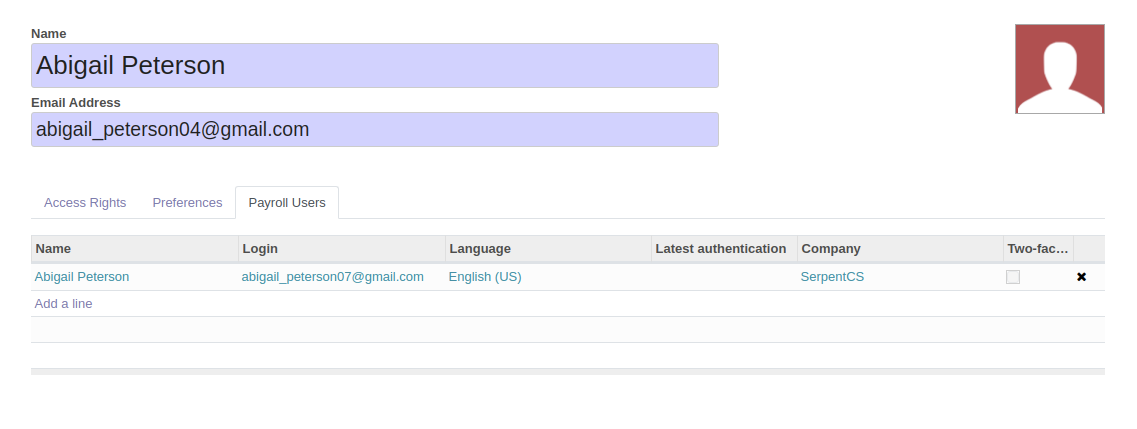 Name
Abigail Peterson
Email Address
abigail_peterson04@gmail.com
Access Rights Preferences Payroll Users
Name Login Language Latest authentication Company Two-fac…
Abigail Peterson abigail_peterson07@gmail.com English (US) SerpentCS
Add a line